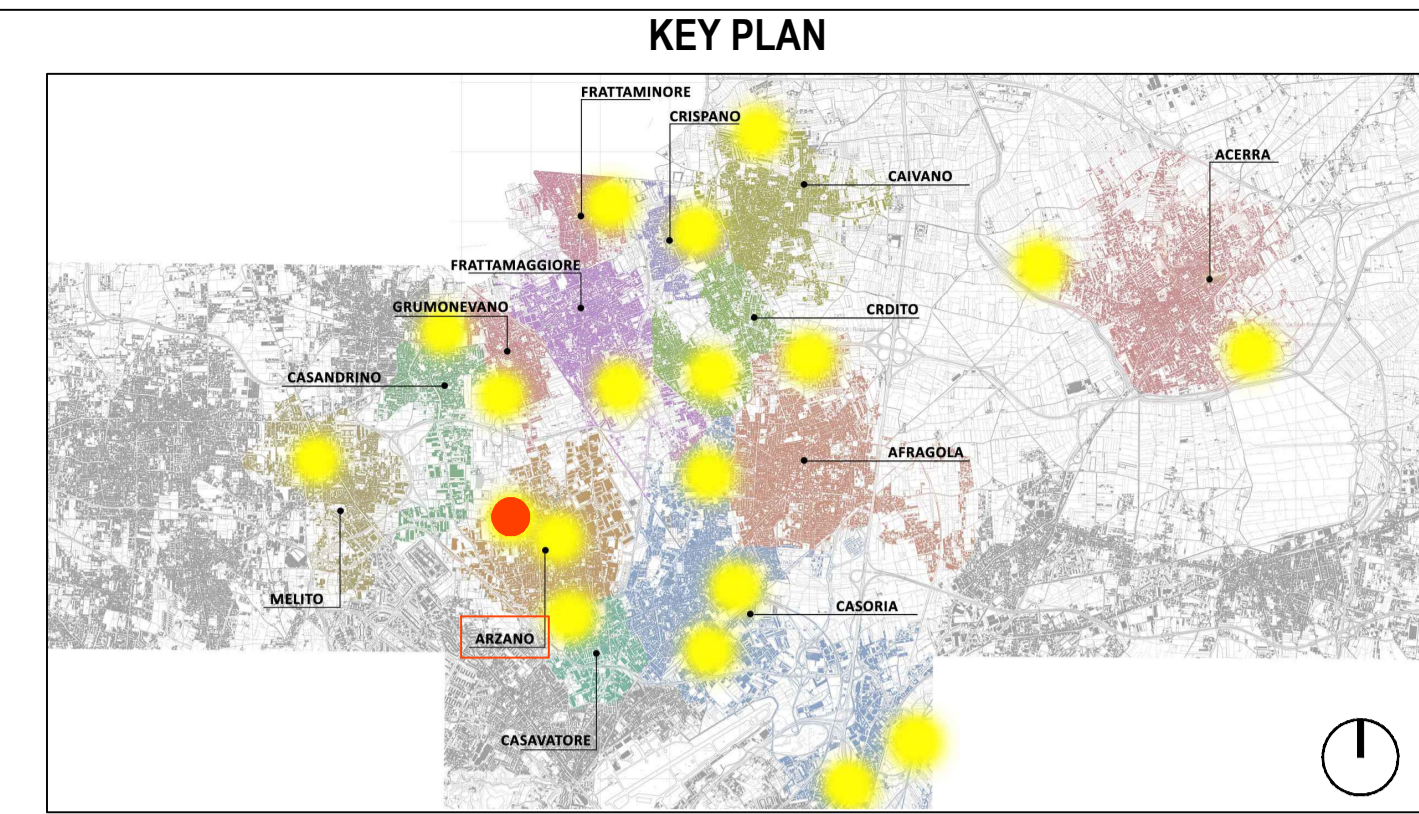 KEY PLAN
FRATTAMINORE
CRISPANO
ACERRA
CAIVANO
FRATTAMAGGIORE
GRUMONEVANO
CRDITO
CASANDRINO
AFRAGOLA
MELITO
CASORIA
ARZANO
CASAVATORE